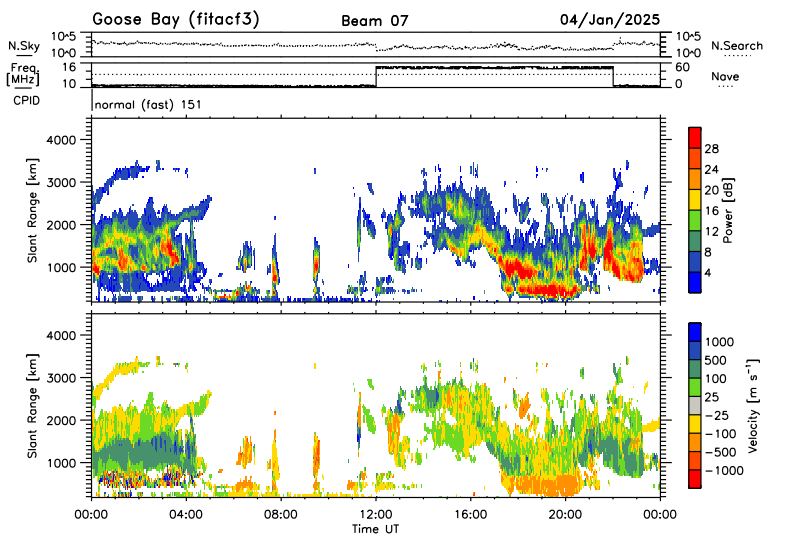 Goose Bay (fitacf3) Beam 07 04/Jan/2025
N.Sky 10^5 10^0 10^5 10^0 N.Search
Freq. [MHz] 16 10 60 0 Nave
CPID normal (fast) 151
Slant Range [km] 4000 3000 2000 1000
28 24 20 16 12 8 4 Power [dB]
Slant Range [km] 4000 3000 2000 1000
1000 500 100 25 −25 −100 −500 −1000 Velocity [m s⁻¹]
00:00 04:00 08:00 12:00 16:00 20:00 00:00
Time UT